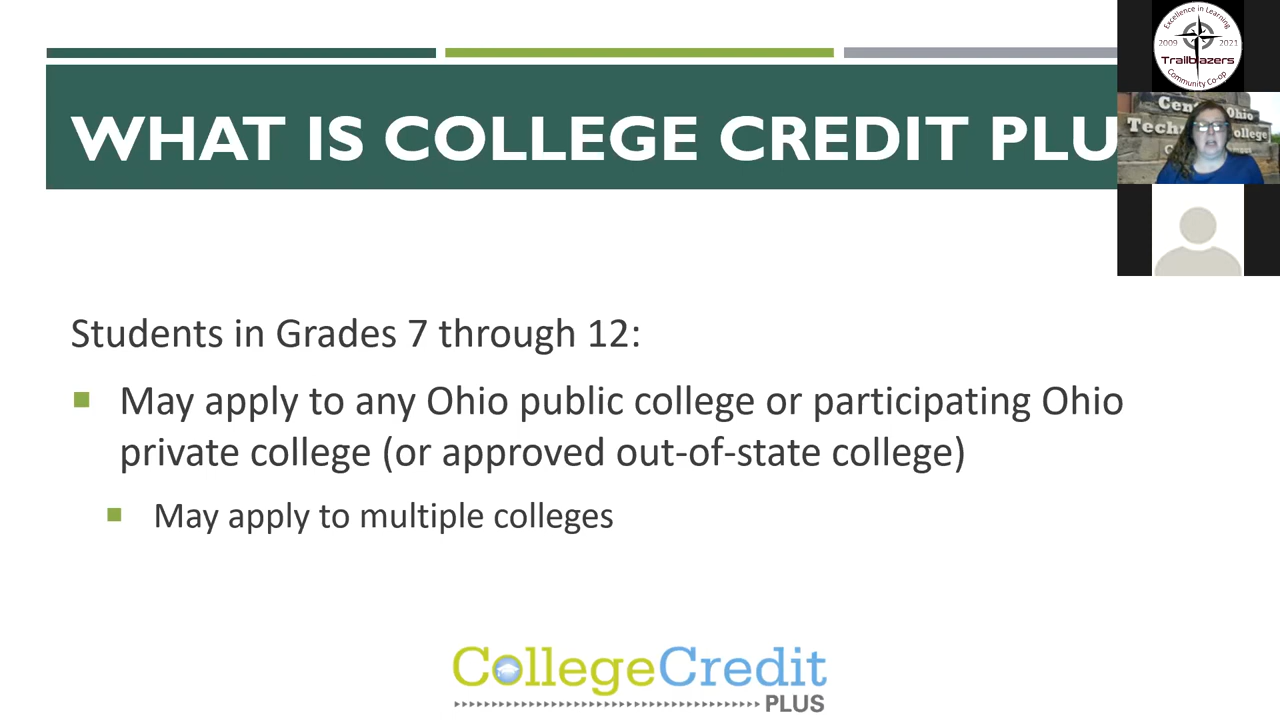 WHAT IS COLLEGE CREDIT PLU
Excellence in Learning
2009 2021
Trailblazers
Community Co-op
Ohio
Students in Grades 7 through 12:
May apply to any Ohio public college or participating Ohio
private college (or approved out-of-state college)
May apply to multiple colleges
CollegeCredit
PLUS